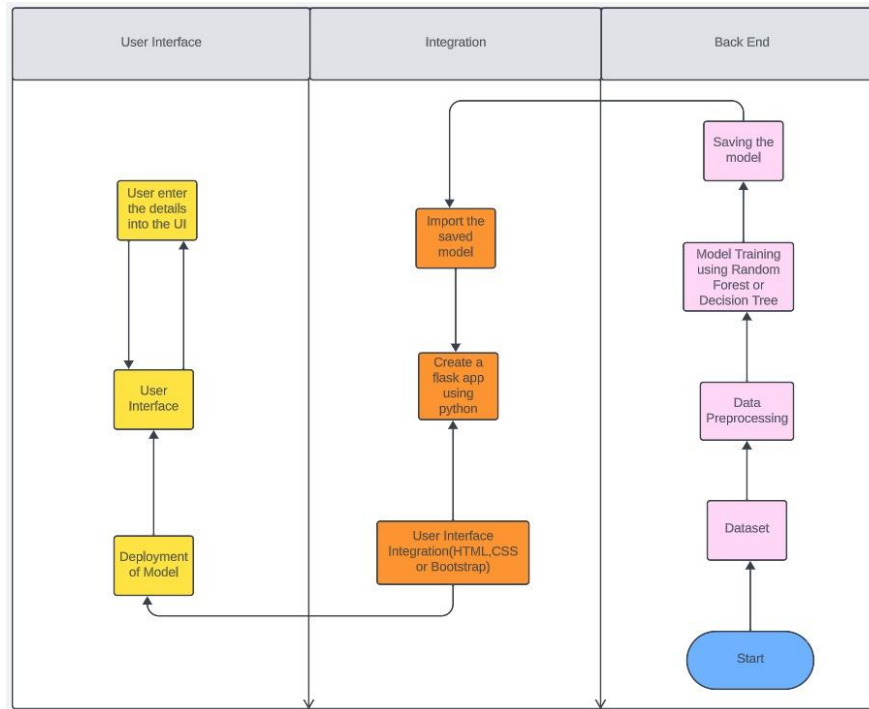 User Interface
Integration
Back End
User enter
the details
into the UI
User
Interface
Deployment
of Model
Import the
saved
model
Create a
flask app
using
python
User Interface
Integration(HTML,CSS
or Bootstrap)
Saving the
model
Model Training
using Random
Forest or
Decision Tree
Data
Preprocessing
Dataset
Start